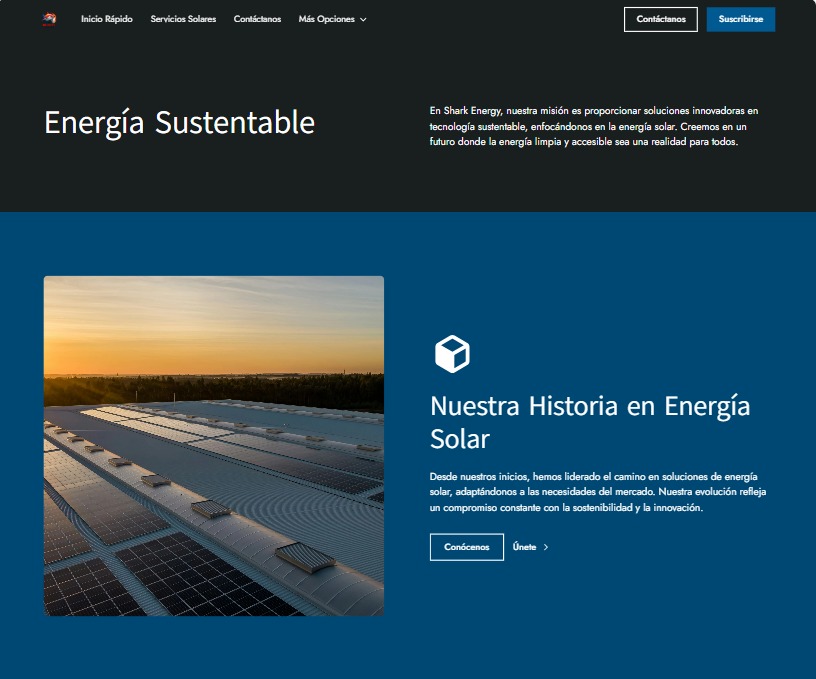 Inicio Rápido
Servicios Solares
Contáctanos
Más Opciones
Contáctanos
Suscribirse
Energía Sustentable
En Shark Energy, nuestra misión es proporcionar soluciones innovadoras en
tecnología sustentable, enfocándonos en la energía solar. Creemos en un
futuro donde la energía limpia y accesible sea una realidad para todos.
Nuestra Historia en Energía
Solar
Desde nuestros inicios, hemos liderado el camino en soluciones de energía
solar, adaptándonos a las necesidades del mercado. Nuestra evolución refleja
un compromiso constante con la sostenibilidad y la innovación.
Conócenos
Únete